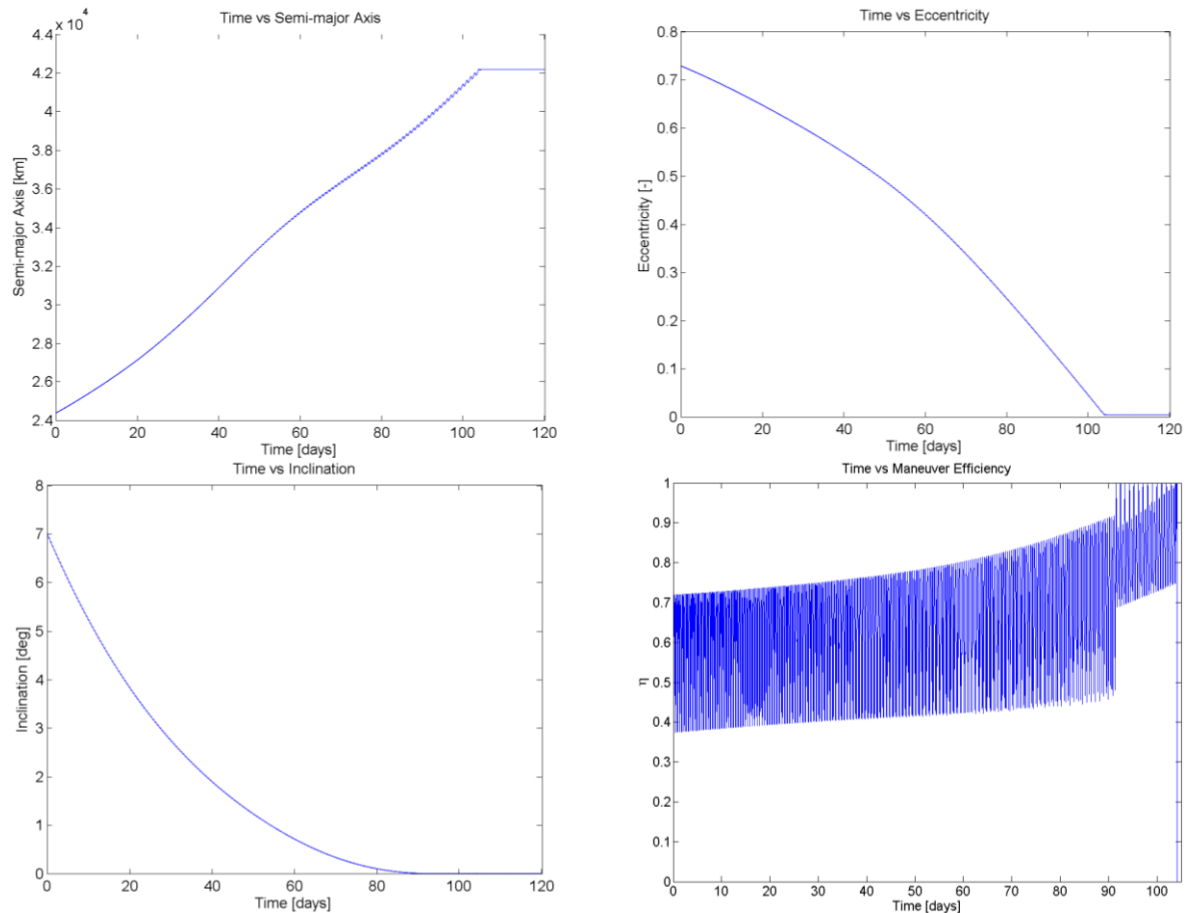 Time vs Semi-major Axis
x 10^4
4.4
4.2
4
3.8
3.6
3.4
3.2
3
2.8
2.6
2.4
Semi-major Axis [km]
0 20 40 60 80 100 120
Time [days]
Time vs Eccentricity
0.8
0.7
0.6
0.5
0.4
0.3
0.2
0.1
0
Eccentricity [-]
0 20 40 60 80 100 120
Time [days]
Time vs Inclination
8
7
6
5
4
3
2
1
0
Inclination [deg]
0 20 40 60 80 100 120
Time [days]
Time vs Maneuver Efficiency
1
0.9
0.8
0.7
0.6
0.5
0.4
0.3
0.2
0.1
0
η
0 10 20 30 40 50 60 70 80 90 100
Time [days]